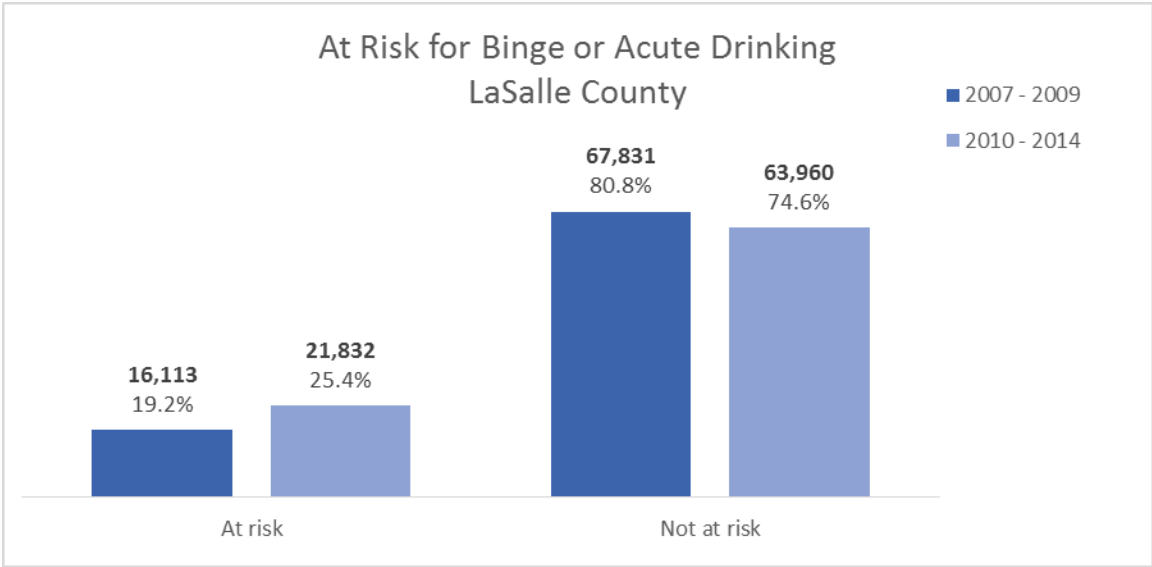 At Risk for Binge or Acute Drinking
LaSalle County
2007 - 2009
2010 - 2014
16,113
19.2%
21,832
25.4%
67,831
80.8%
63,960
74.6%
At risk
Not at risk